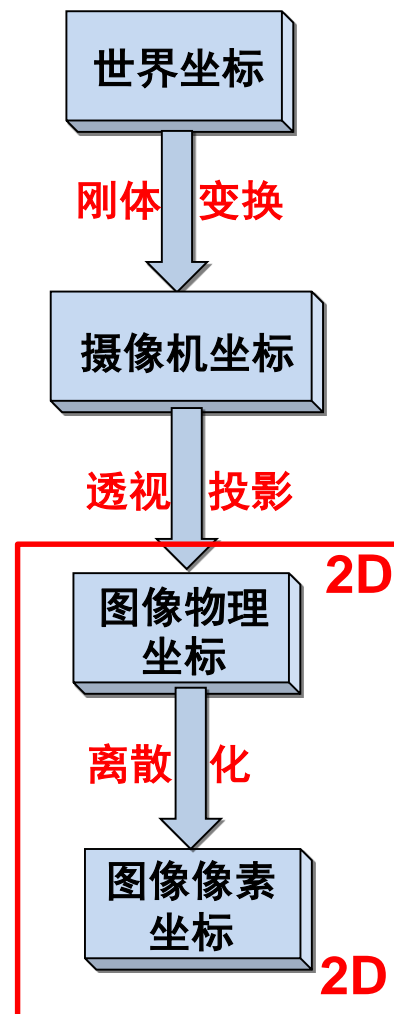 世界坐标
刚体 变换
摄像机坐标
透视 投影
2D
图像物理
坐标
离散 化
图像像素
坐标
2D